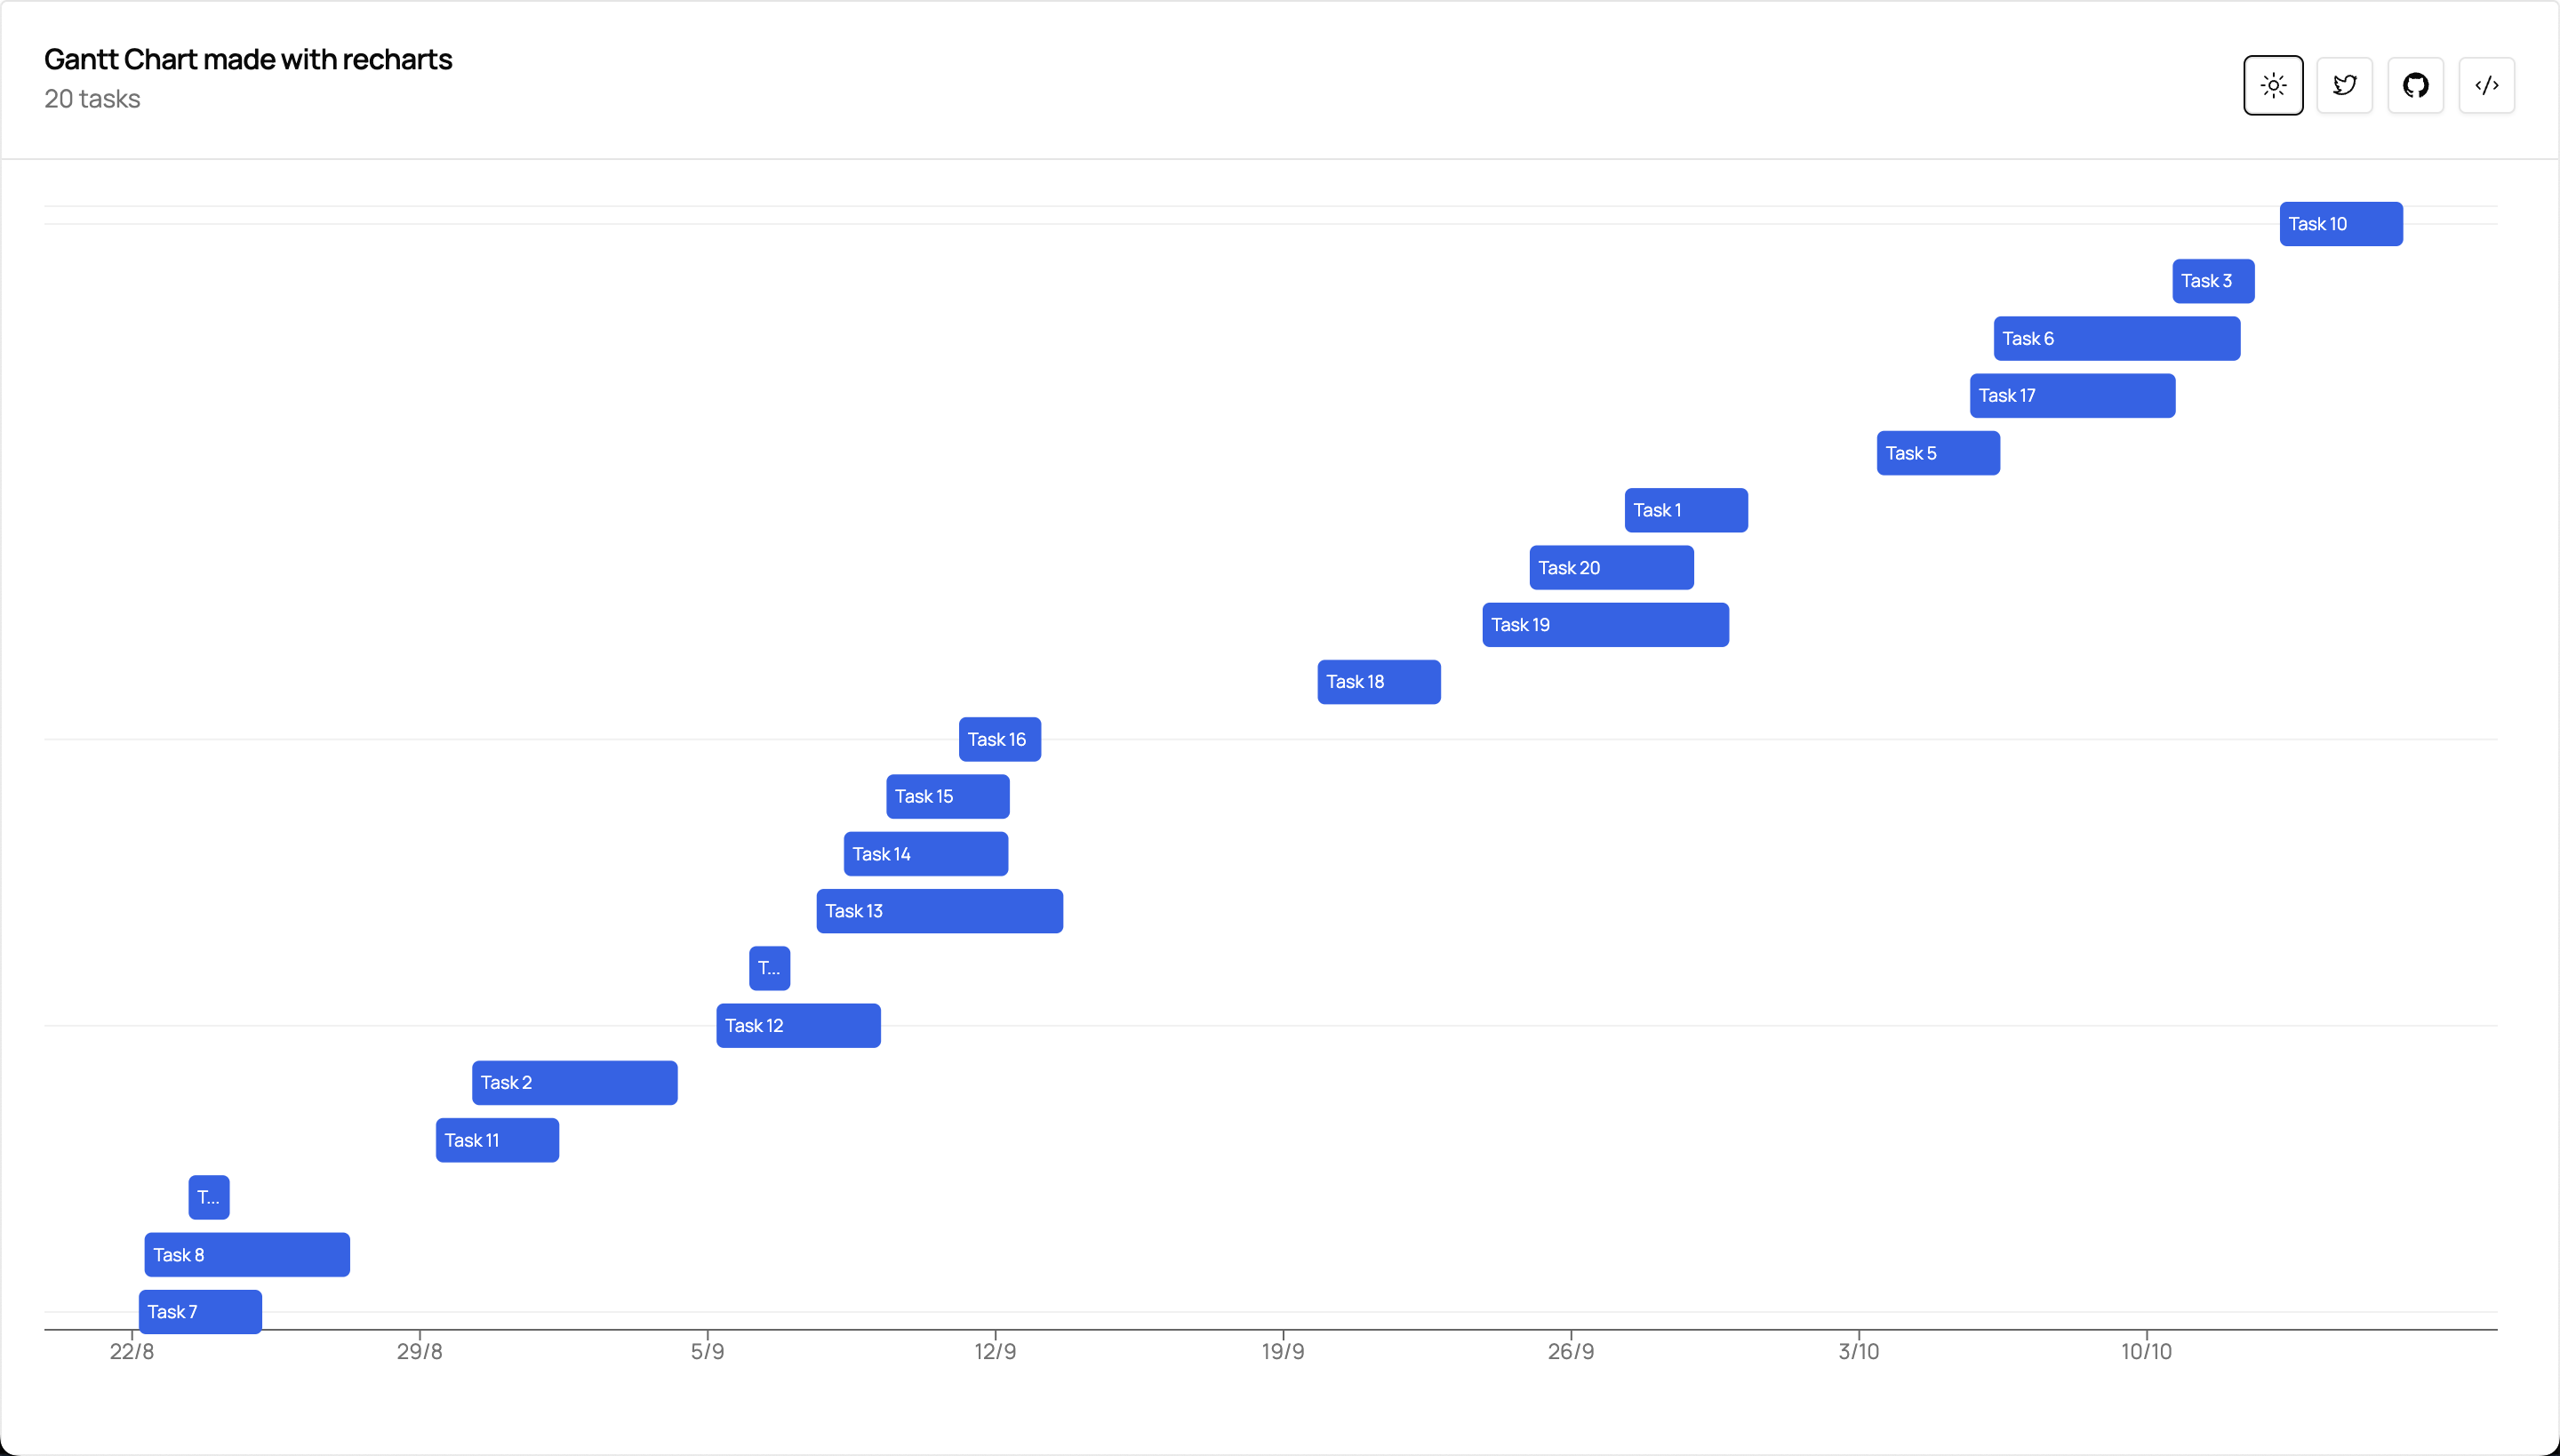 Gantt Chart made with recharts
20 tasks
Task 10
Task 3
Task 6
Task 17
Task 5
Task 1
Task 20
Task 19
Task 18
Task 16
Task 15
Task 14
Task 13
T...
Task 12
Task 2
Task 11
T...
Task 8
Task 7
22/8 29/8 5/9 12/9 19/9 26/9 3/10 10/10